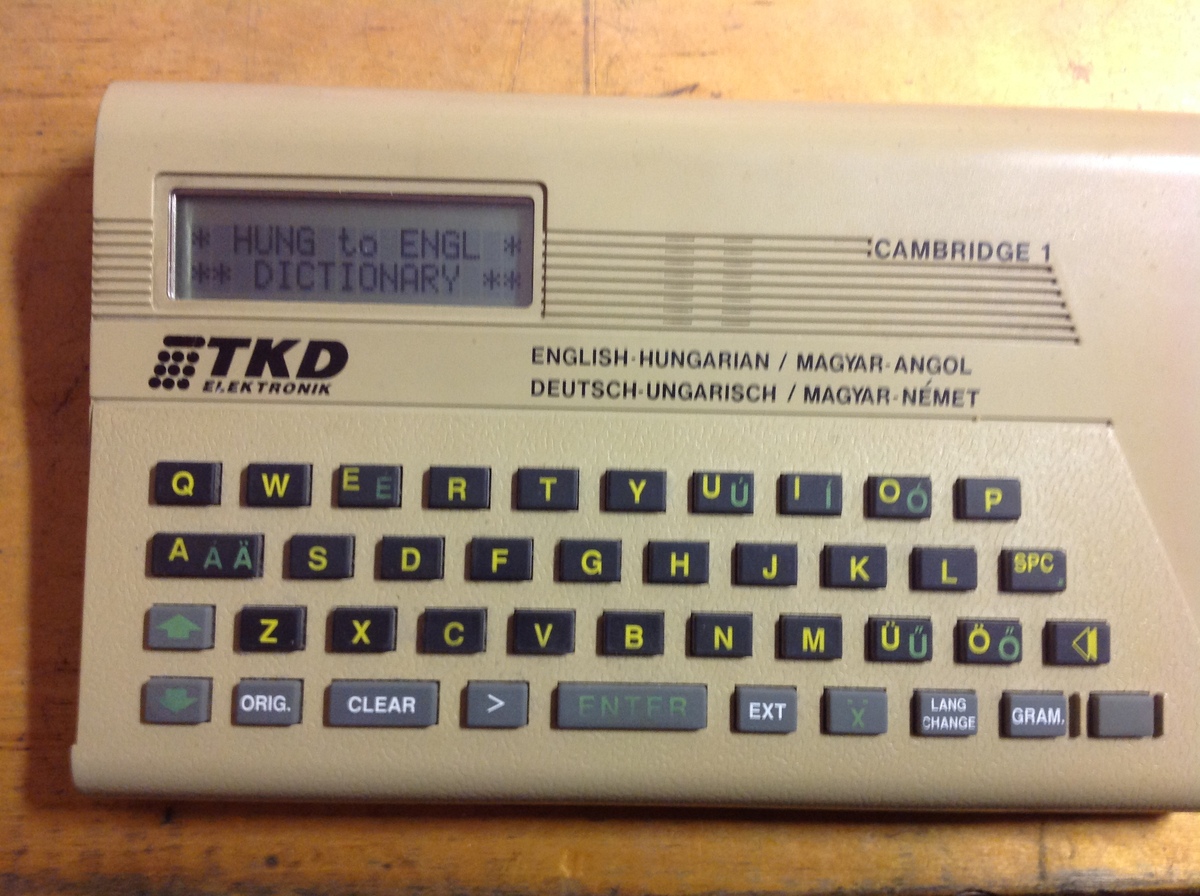 * HUNG to ENGL *
** DICTIONARY **
CAMBRIDGE 1
TKD
ELEKTRONIK
ENGLISH-HUNGARIAN / MAGYAR-ANGOL
DEUTSCH-UNGARISCH / MAGYAR-NÉMET
Q W E É R T Y U Ú I Í O Ó P
A Á Ä S D F G H J K L SPC
Z X C V B N M Ü Ű Ö Ő
ORIG. CLEAR > ENTER EXT Ẍ LANG CHANGE GRAM.